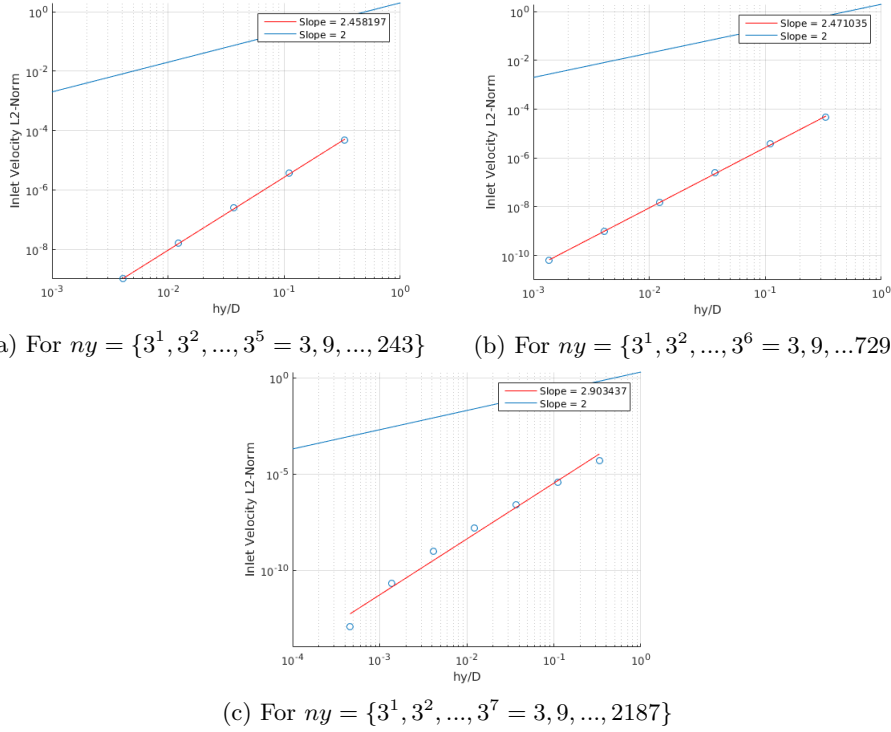 10^0
10^-2
10^-4
10^-6
10^-8
Inlet Velocity L2-Norm
Slope = 2.458197
Slope = 2
10^-3
10^-2
10^-1
10^0
hy/D
a) For ny = {3^1, 3^2, ..., 3^5 = 3, 9, ..., 243}
10^0
10^-2
10^-4
10^-6
10^-8
10^-10
Inlet Velocity L2-Norm
Slope = 2.471035
Slope = 2
10^-3
10^-2
10^-1
10^0
hy/D
(b) For ny = {3^1, 3^2, ..., 3^6 = 3, 9, ...729
10^0
10^-5
10^-10
Inlet Velocity L2-Norm
Slope = 2.903437
Slope = 2
10^-4
10^-3
10^-2
10^-1
10^0
hy/D
(c) For ny = {3^1, 3^2, ..., 3^7 = 3, 9, ..., 2187}